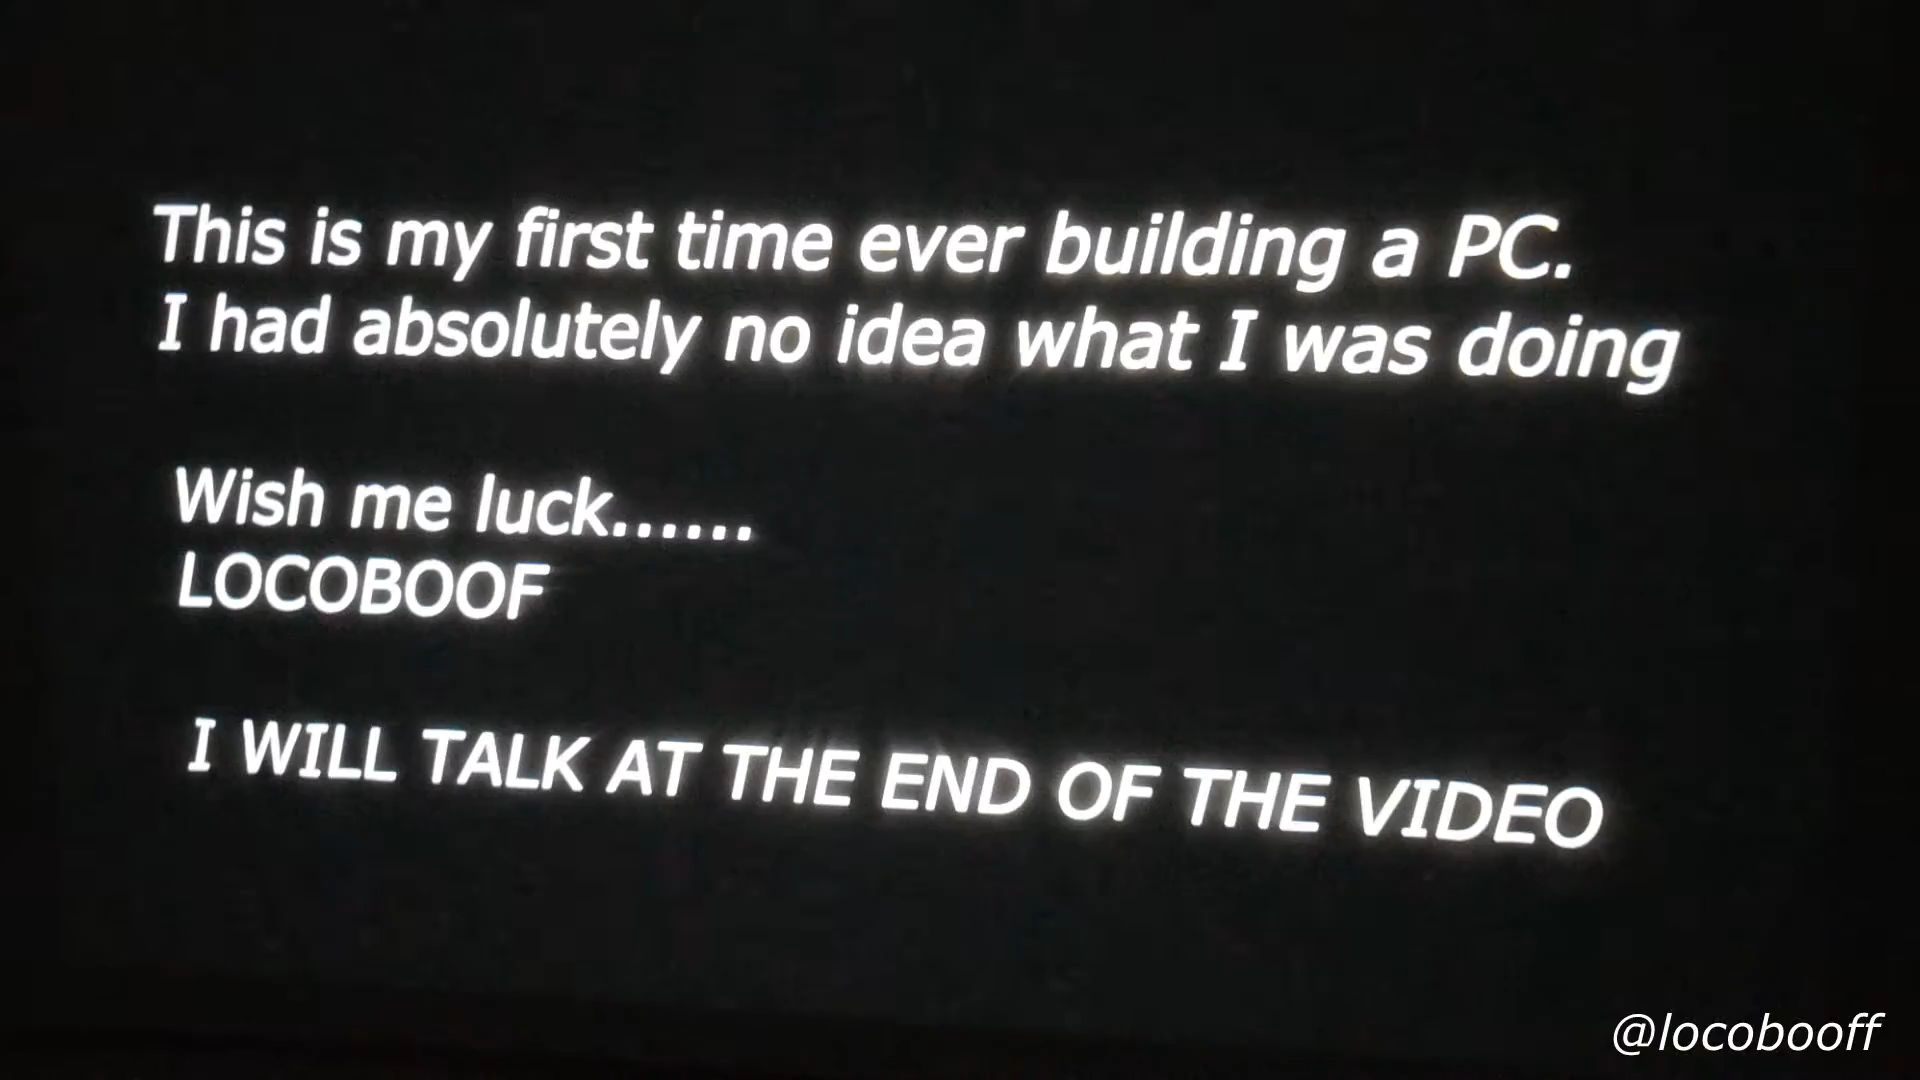 This is my first time ever building a PC.
I had absolutely no idea what I was doing
Wish me luck......
LOCOBOOF
I WILL TALK AT THE END OF THE VIDEO
@locobooff